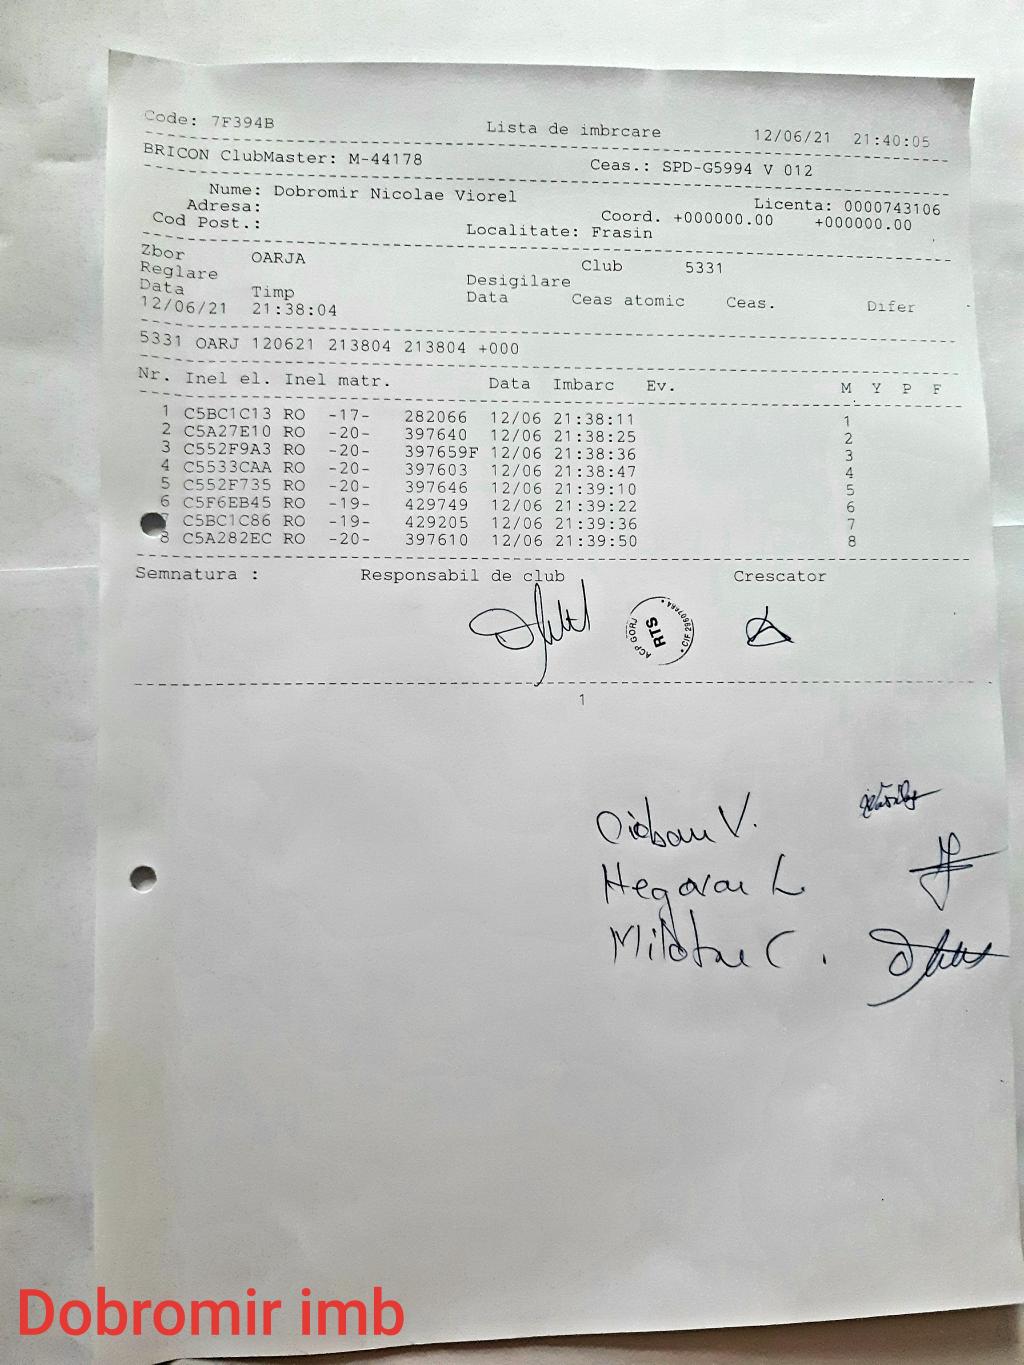 Code: 7F394B Lista de imbrcare 12/06/21 21:40:05
BRICON ClubMaster: M-44178 Ceas.: SPD-G5994 V 012
Nume: Dobromir Nicolae Viorel Licenta: 0000743106
Adresa: Coord. +000000.00 +000000.00
Cod Post.: Localitate: Frasin
Zbor OARJA Club 5331
Reglare Desigilare
Data Timp Data Ceas atomic Ceas. Difer
12/06/21 21:38:04
5331 OARJ 120621 213804 213804 +000
Nr. Inel el. Inel matr. Data Imbarc Ev. M Y P F
1 C5BC1C13 RO -17- 282066 12/06 21:38:11 1
2 C5A27E10 RO -20- 397640 12/06 21:38:25 2
3 C552F9A3 RO -20- 397659F 12/06 21:38:36 3
4 C5533CAA RO -20- 397603 12/06 21:38:47 4
5 C552F735 RO -20- 397646 12/06 21:39:10 5
6 C5F6EB45 RO -19- 429749 12/06 21:39:22 6
C5BC1C86 RO -19- 429205 12/06 21:39:36 7
8 C5A282EC RO -20- 397610 12/06 21:39:50 8
Semnatura : Responsabil de club Crescator
ACP GORJ
RTS
1
Cioban V.
Hegovan L.
Dobromir imb